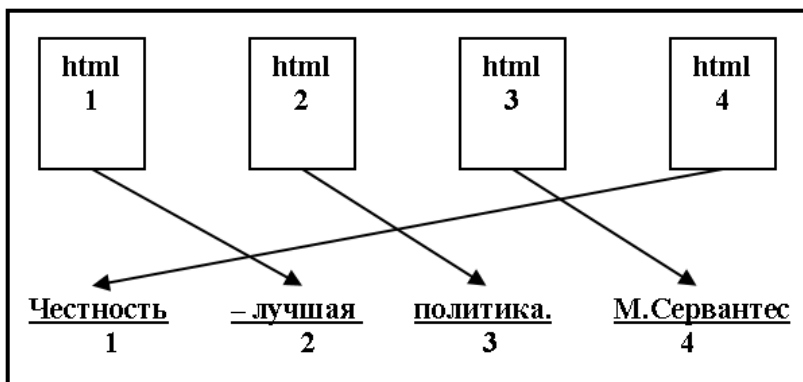 html html html html
1 2 3 4
Честность – лучшая политика. М.Сервантес
1 2 3 4